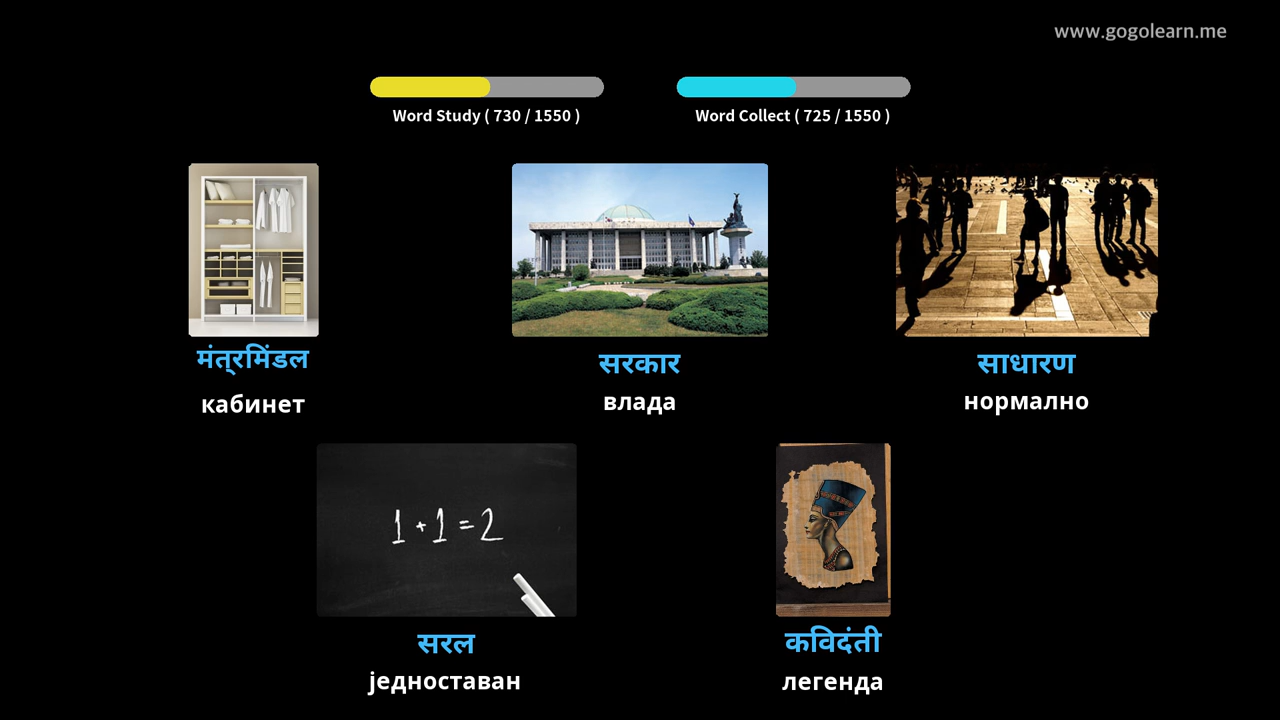 www.gogolearn.me
Word Study ( 730 / 1550 )
Word Collect ( 725 / 1550 )
मंत्रमिंडल
सरकार
साधारण
кабинет
влада
нормално
1 + 1 = 2
सरल
कविदंती
једноставан
легенда